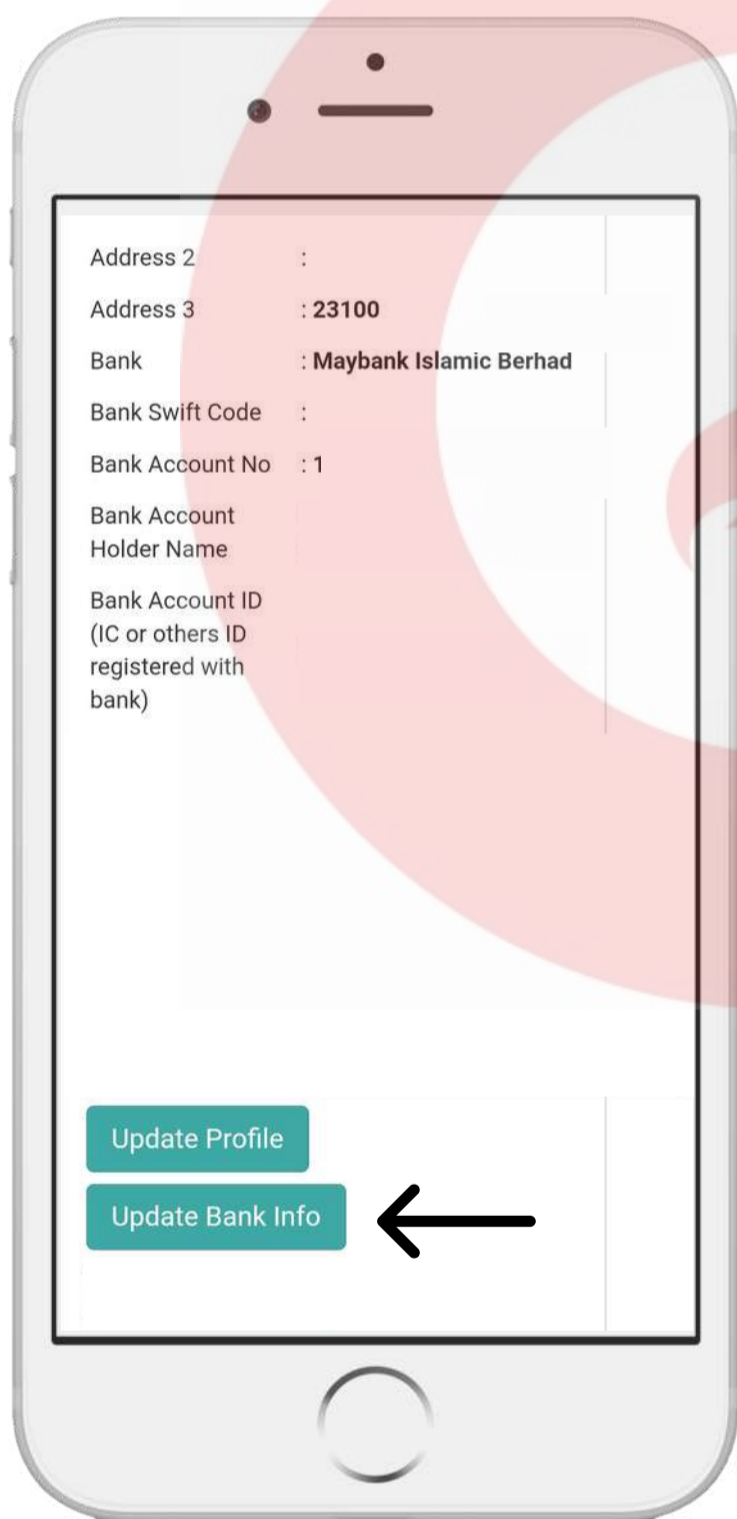 Address 2 :
Address 3 : 23100
Bank : Maybank Islamic Berhad
Bank Swift Code :
Bank Account No : 1
Bank Account
Holder Name
Bank Account ID
(IC or others ID
registered with
bank)
Update Profile
Update Bank Info